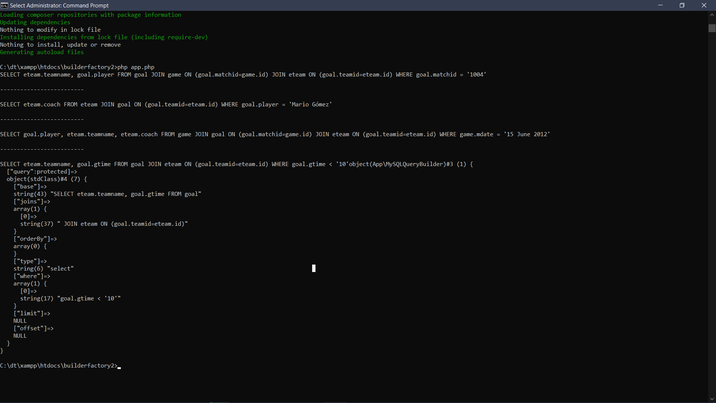 Select Administrator: Command Prompt
Loading composer repositories with package information
Updating dependencies
Nothing to modify in lock file
Installing dependencies from lock file (including require-dev)
Nothing to install, update or remove
Generating autoload files
C:\dt\xampp\htdocs\builderfactory2>php app.php
SELECT eteam.teamname, goal.player FROM goal JOIN game ON (goal.matchid=game.id) JOIN eteam ON (goal.teamid=eteam.id) WHERE goal.matchid = '1004'
-------------------------
SELECT eteam.coach FROM eteam JOIN goal ON (goal.teamid=eteam.id) WHERE goal.player = 'Mario Gómez'
-------------------------
SELECT goal.player, eteam.teamname, eteam.coach FROM game JOIN goal ON (goal.matchid=game.id) JOIN eteam ON (goal.teamid=eteam.id) WHERE game.mdate = '15 June 2012'
-------------------------
SELECT eteam.teamname, goal.gtime FROM goal JOIN eteam ON (goal.teamid=eteam.id) WHERE goal.gtime < '10'object(App\MySQLQueryBuilder)#3 (1) {
  ["query":protected]=>
  object(stdClass)#4 (7) {
    ["base"]=>
    string(43) "SELECT eteam.teamname, goal.gtime FROM goal"
    ["joins"]=>
    array(1) {
      [0]=>
      string(37) " JOIN eteam ON (goal.teamid=eteam.id)"
    }
    ["orderBy"]=>
    array(0) {
    }
    ["type"]=>
    string(6) "select"
    ["where"]=>
    array(1) {
      [0]=>
      string(17) "goal.gtime < '10'"
    }
    ["limit"]=>
    NULL
    ["offset"]=>
    NULL
  }
}
C:\dt\xampp\htdocs\builderfactory2>